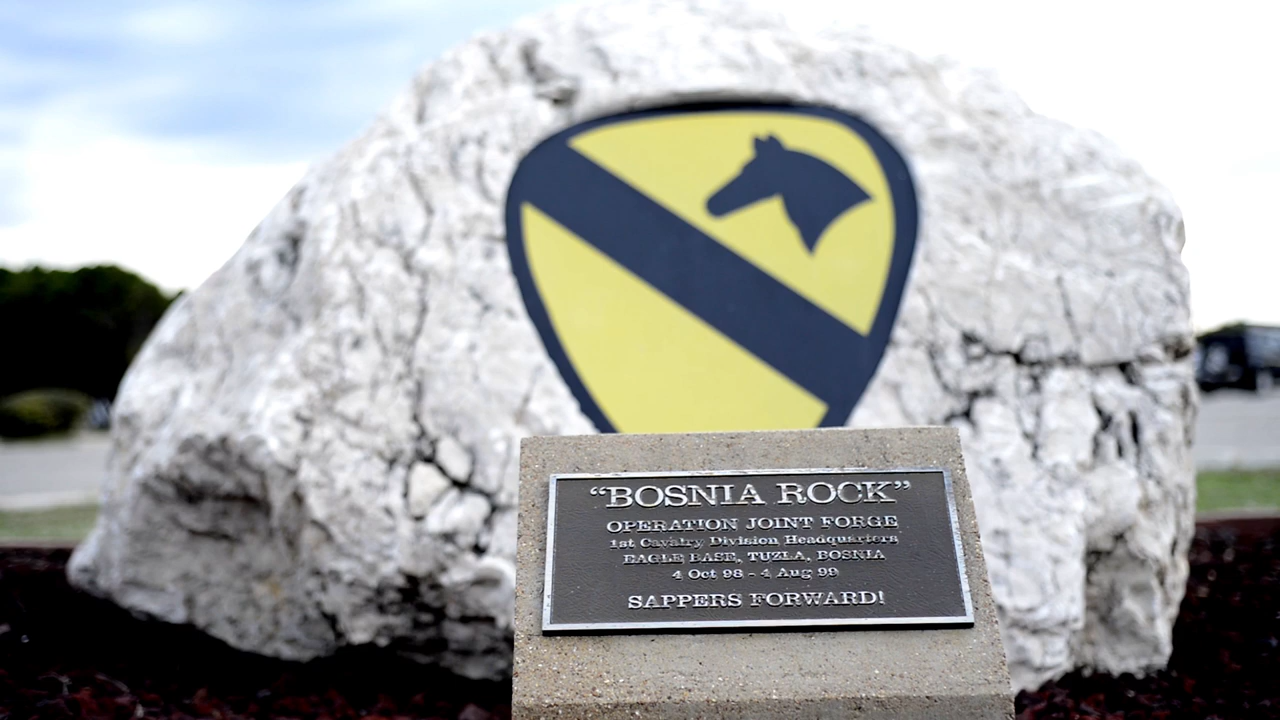 “BOSNIA ROCK”
OPERATION JOINT FORGE
1st Cavalry Division Headquarters
EAGLE BASE, TUZLA, BOSNIA
4 Oct 98 - 4 Aug 99
SAPPERS FORWARD!